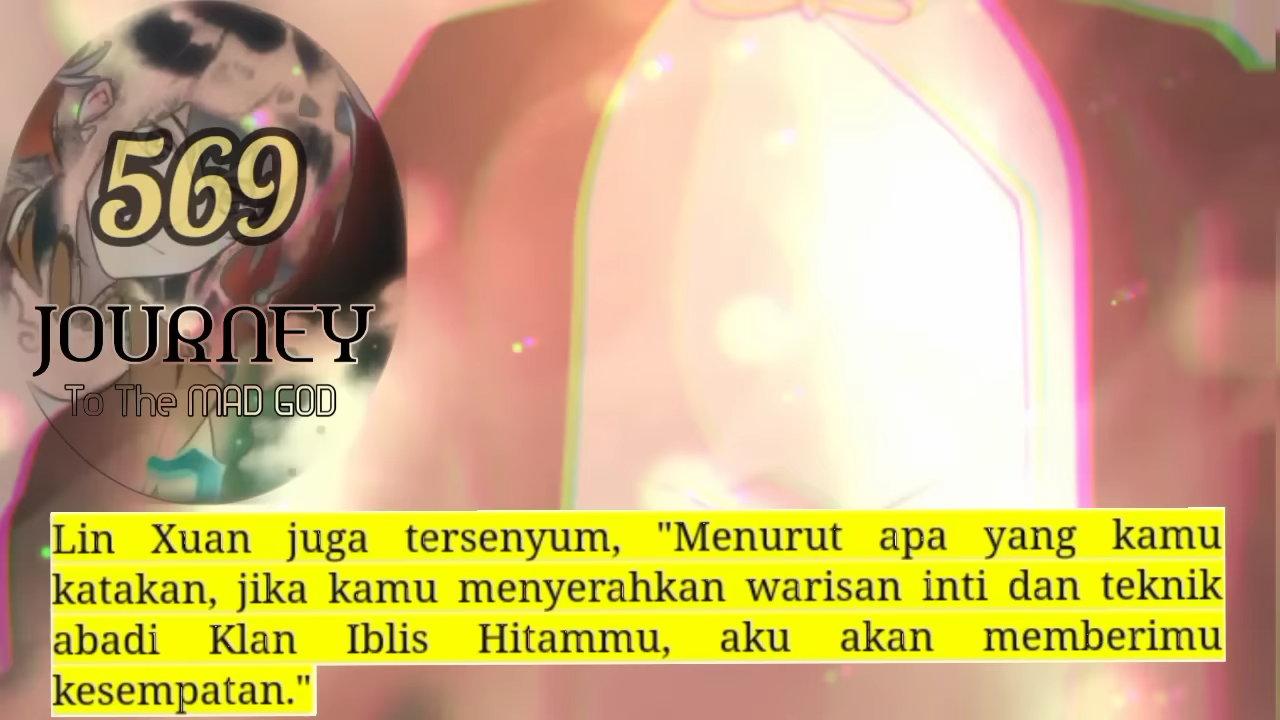 569
JOURNEY
To The MAD GOD
Lin Xuan juga tersenyum, "Menurut apa yang kamu
katakan, jika kamu menyerahkan warisan inti dan teknik
abadi Klan Iblis Hitammu, aku akan memberimu
kesempatan."